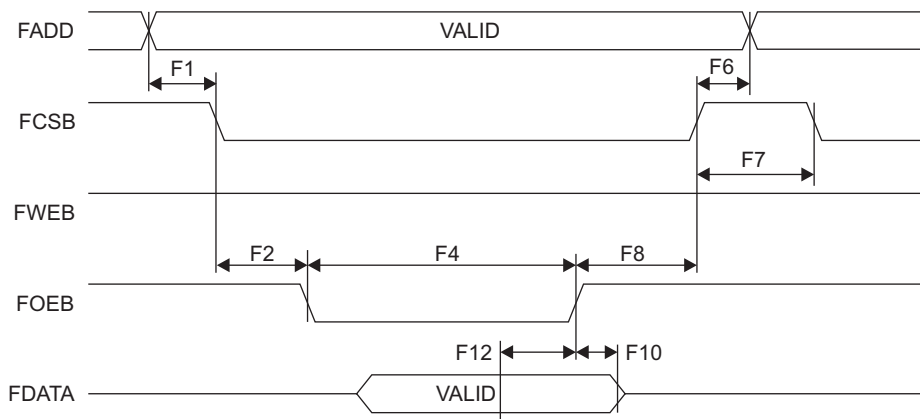 FADD VALID
F1 F6
FCSB
F7
FWEB
F2 F4 F8
FOEB
F12 F10
FDATA VALID